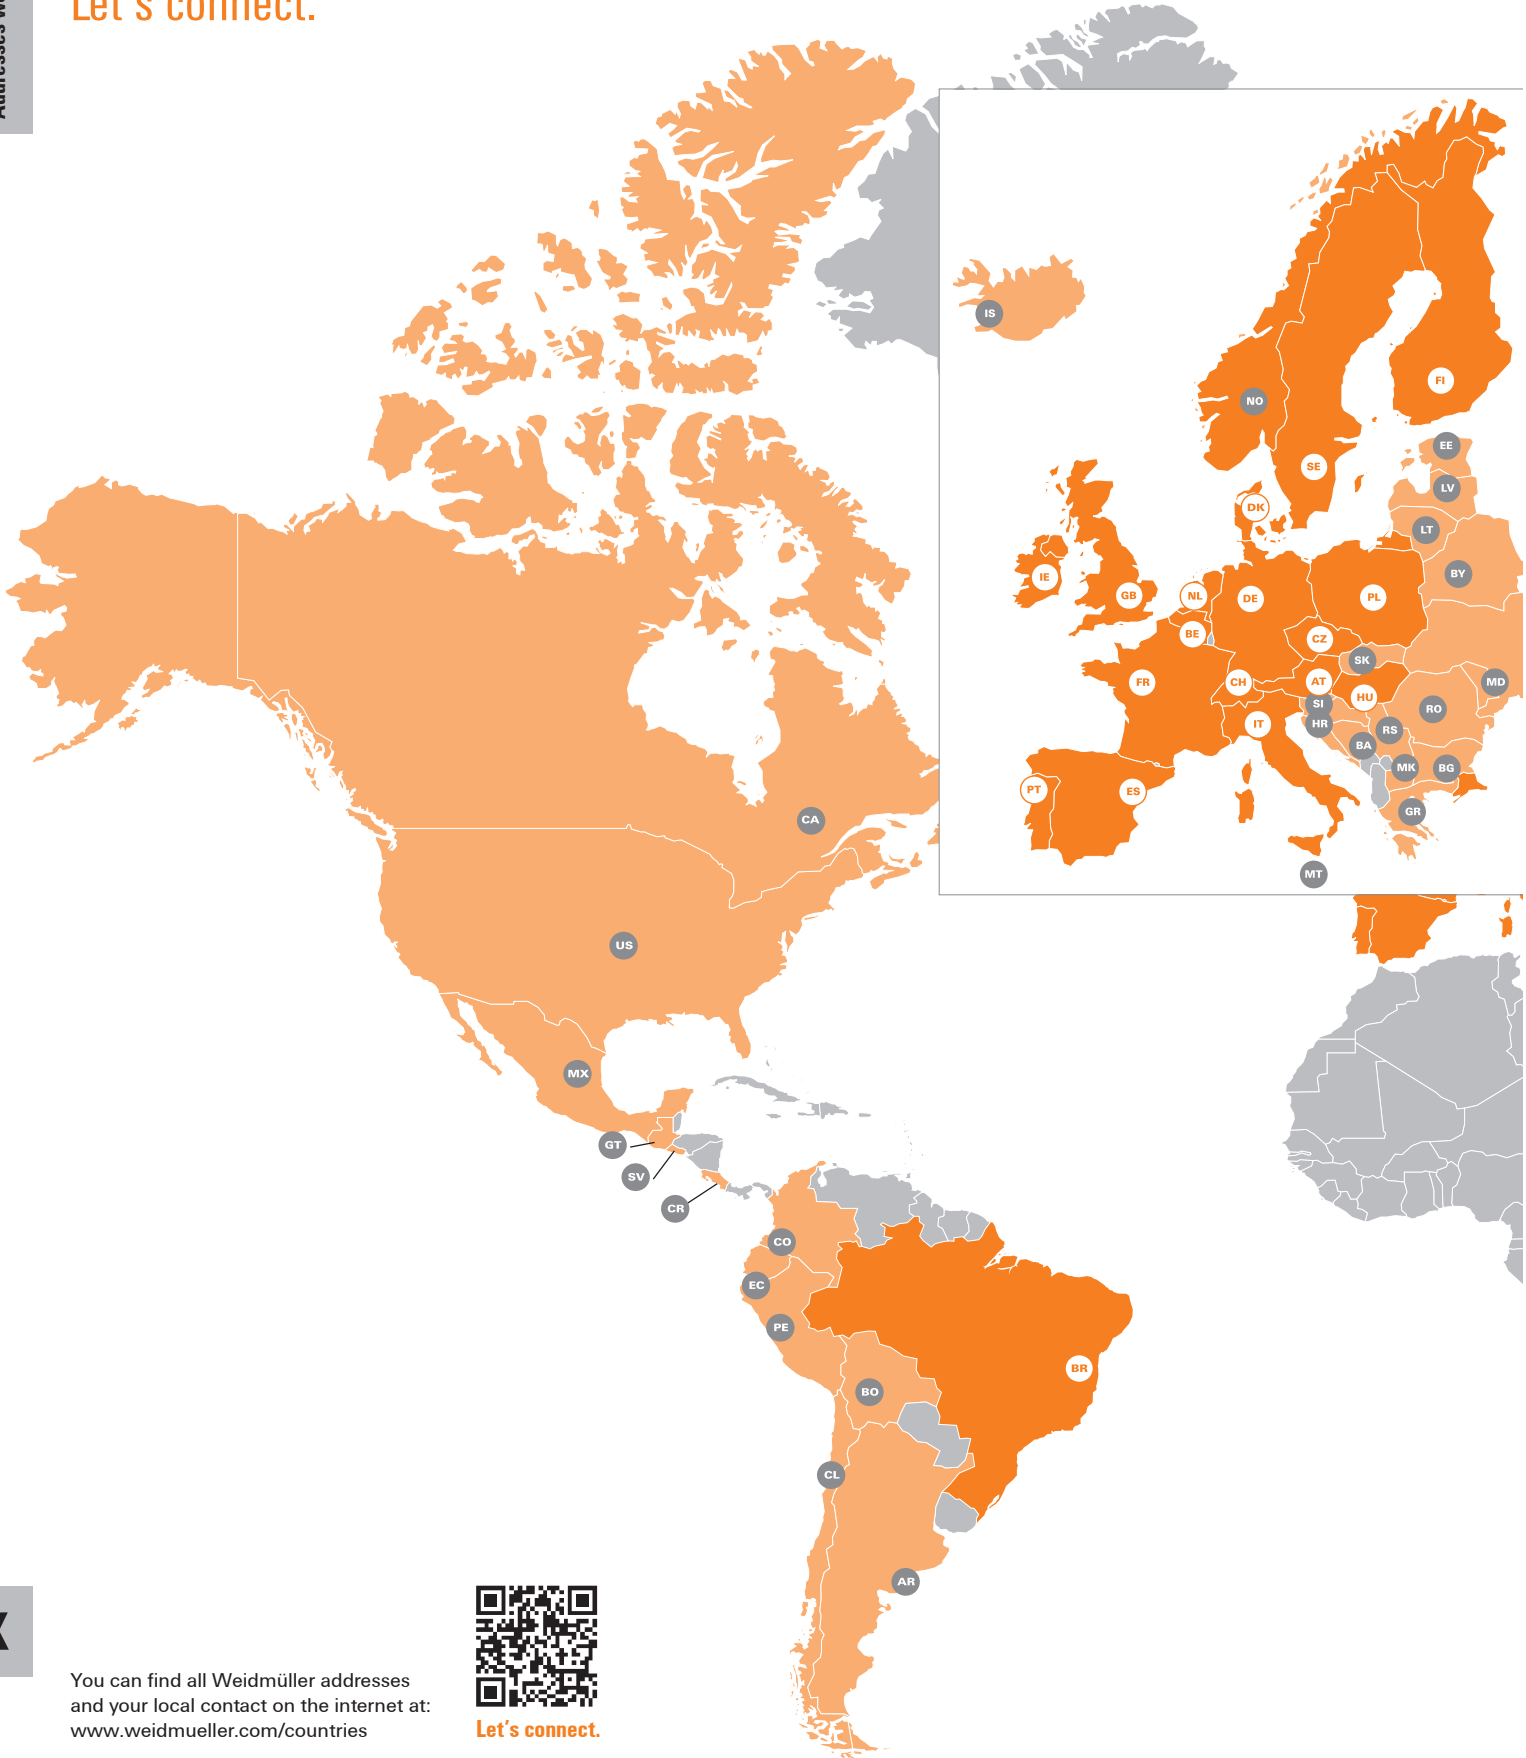 Let's connect.
IS
NO
FI
EE
SE
LV
DK
LT
BY
IE
GB
NL
DE
PL
BE
CZ
SK
FR
CH
AT
MD
HU
SI
RO
IT
HR
RS
BA
MK
BG
PT
ES
GR
MT
CA
US
MX
GT
SV
CR
CO
EC
PE
BR
BO
CL
AR
You can find all Weidmüller addresses
and your local contact on the internet at:
www.weidmueller.com/countries
Let's connect.